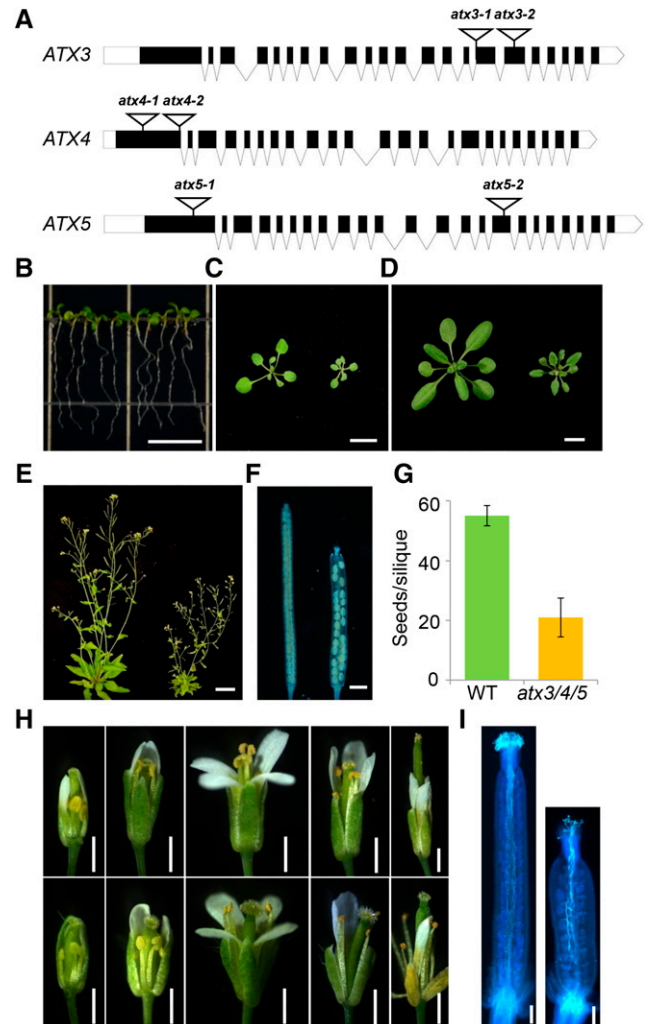 A
atx3-1 atx3-2
ATX3
atx4-1 atx4-2
ATX4
atx5-1 atx5-2
ATX5
B C D
E F G
60
40
20
0
Seeds/silique
WT atx3/4/5
H I